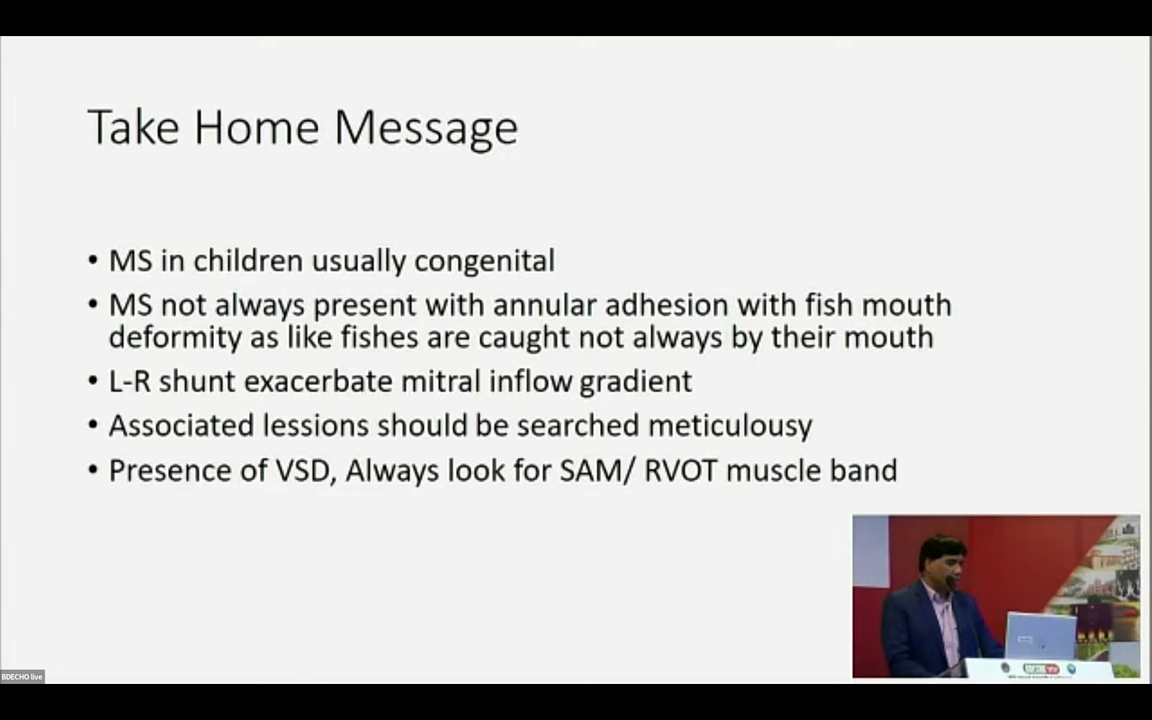 Take Home Message
• MS in children usually congenital
• MS not always present with annular adhesion with fish mouth
deformity as like fishes are caught not always by their mouth
• L-R shunt exacerbate mitral inflow gradient
• Associated lessions should be searched meticulousy
• Presence of VSD, Always look for SAM/ RVOT muscle band
BDECHO live